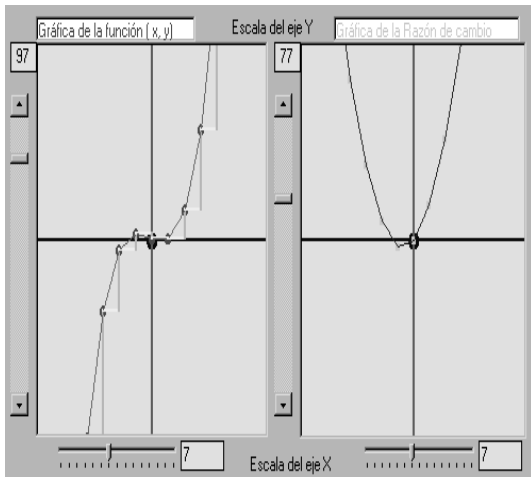 Gráfica de la función ( x, y)
Escala del eje Y
Gráfica de la Razón de cambio
97
77
7
Escala del eje X
7